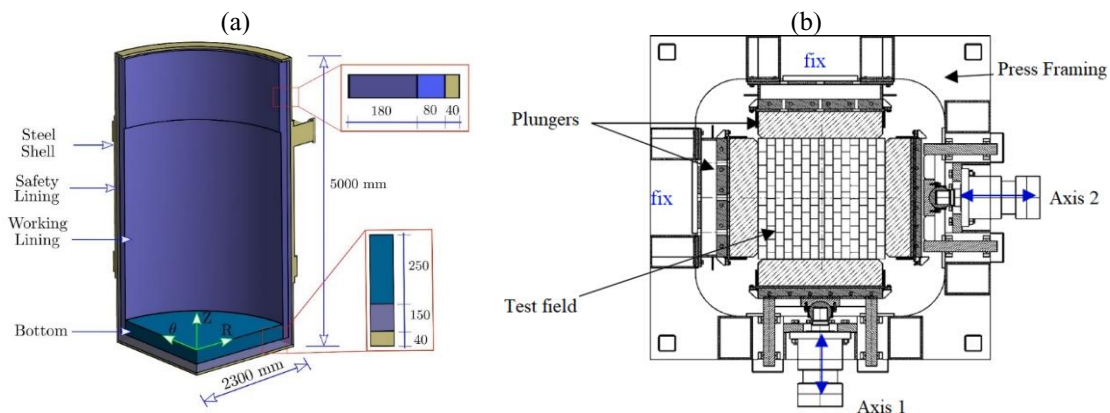 (a)
180
80
40
Steel
Shell
Safety
Lining
Working
Lining
Bottom
5000 mm
250
150
40
Z
θ
R
2300 mm
(b)
fix
Press Framing
Plungers
fix
Axis 2
Test field
Axis 1